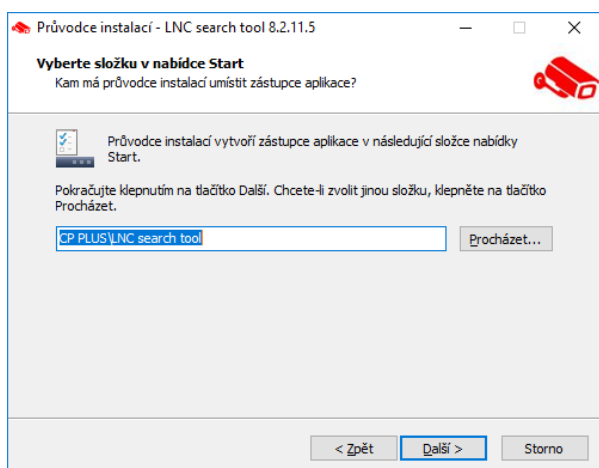 Průvodce instalací - LNC search tool 8.2.11.5
Vyberte složku v nabídce Start
Kam má průvodce instalací umístit zástupce aplikace?
Průvodce instalací vytvoří zástupce aplikace v následující složce nabídky
Start.
Pokračujte klepnutím na tlačítko Další. Chcete-li zvolit jinou složku, klepněte na tlačítko
Procházet.
CP PLUS\LNC search tool
Procházet...
< Zpět
Další >
Storno